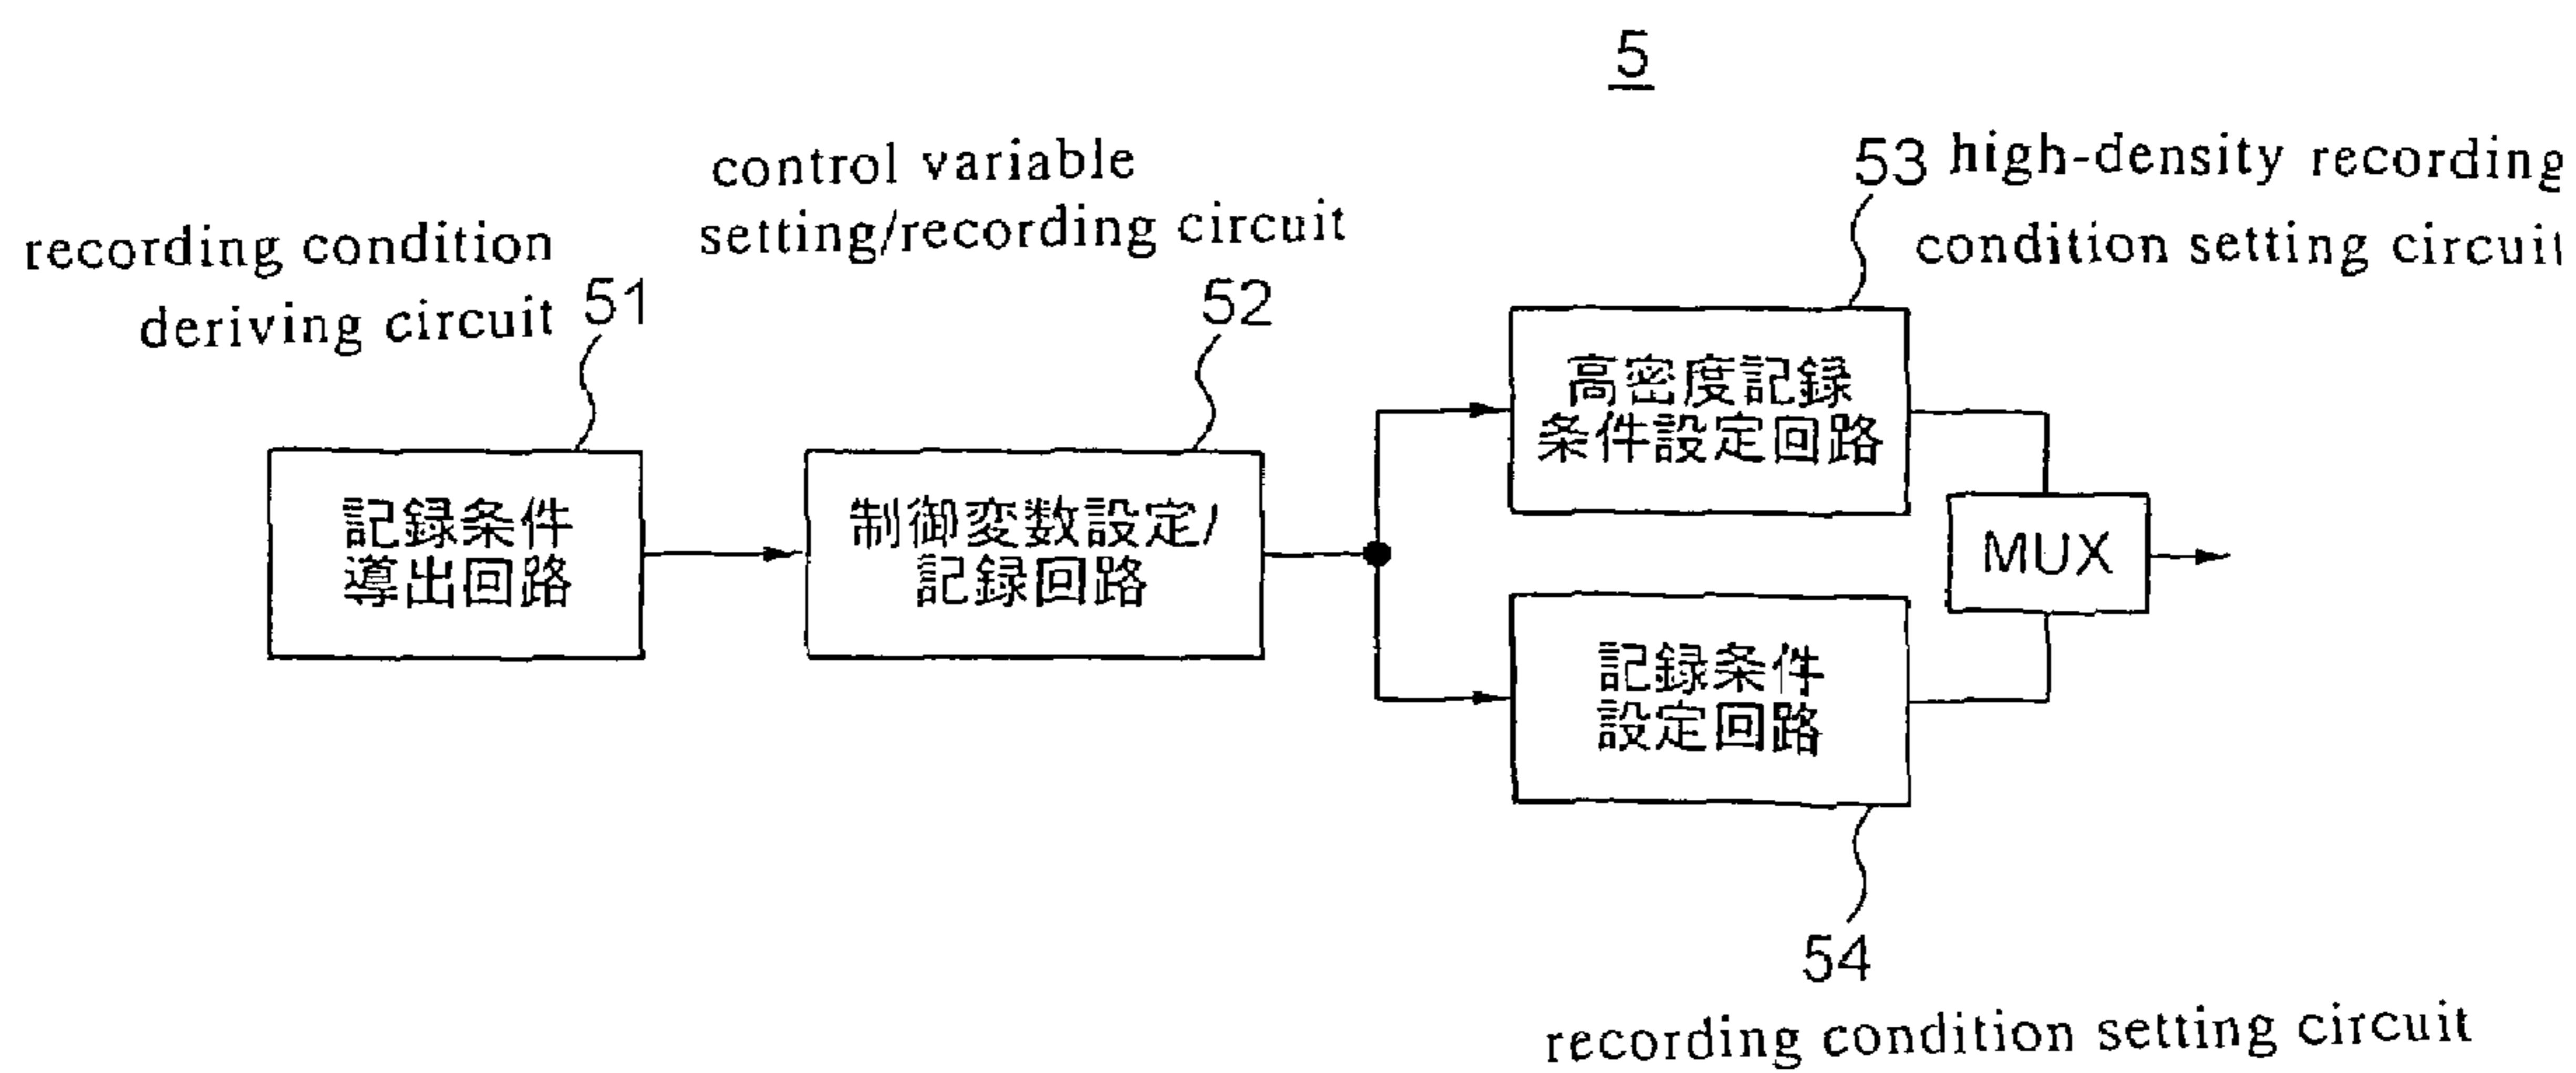 5
recording condition
deriving circuit
51
control variable
setting/recording circuit
52
53
high-density recording
condition setting circuit
記録条件
導出回路
制御変数設定/
記録回路
高密度記録
条件設定回路
MUX
記録条件
設定回路
54
recording condition setting circuit